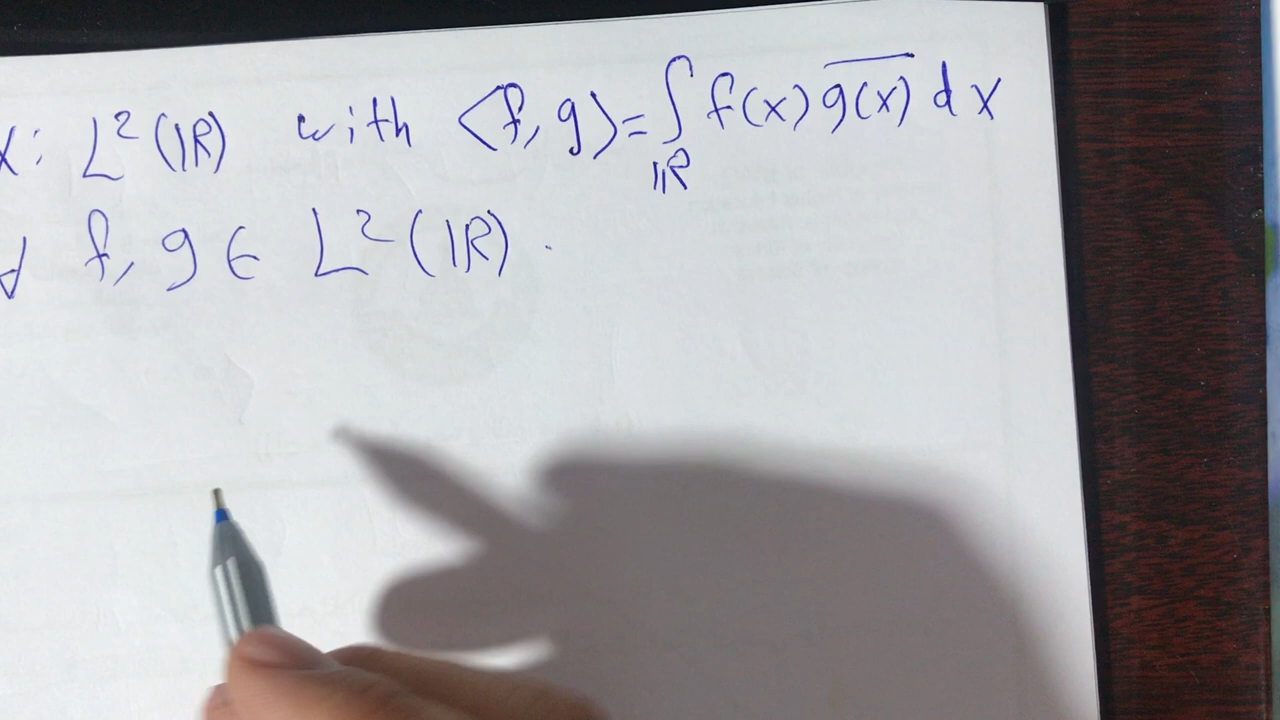 x: L²(ℝ) with ⟨f, g⟩ = ∫_ℝ f(x) \overline{g(x)} dx
∀ f, g ∈ L²(ℝ).